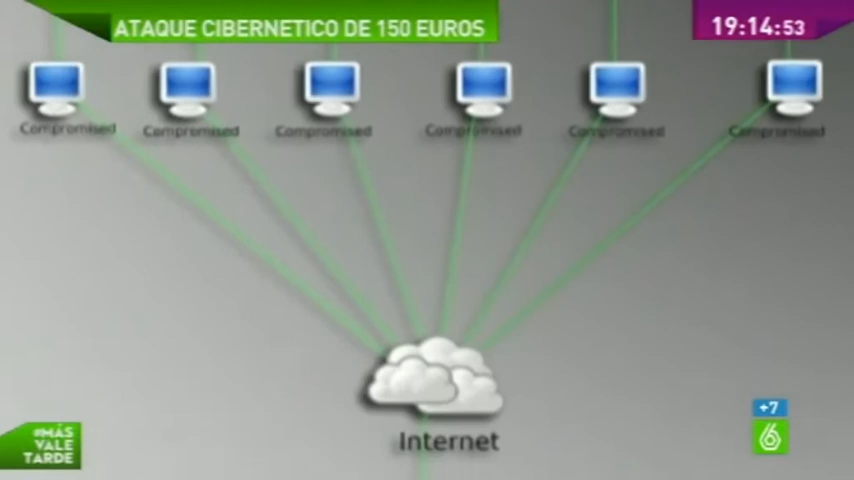 ATAQUE CIBERNETICO DE 150 EUROS
19:14:53
Compromised Compromised Compromised Compromised Compromised Compromised
Internet
#MÁS
VALE
TARDE
+7
6